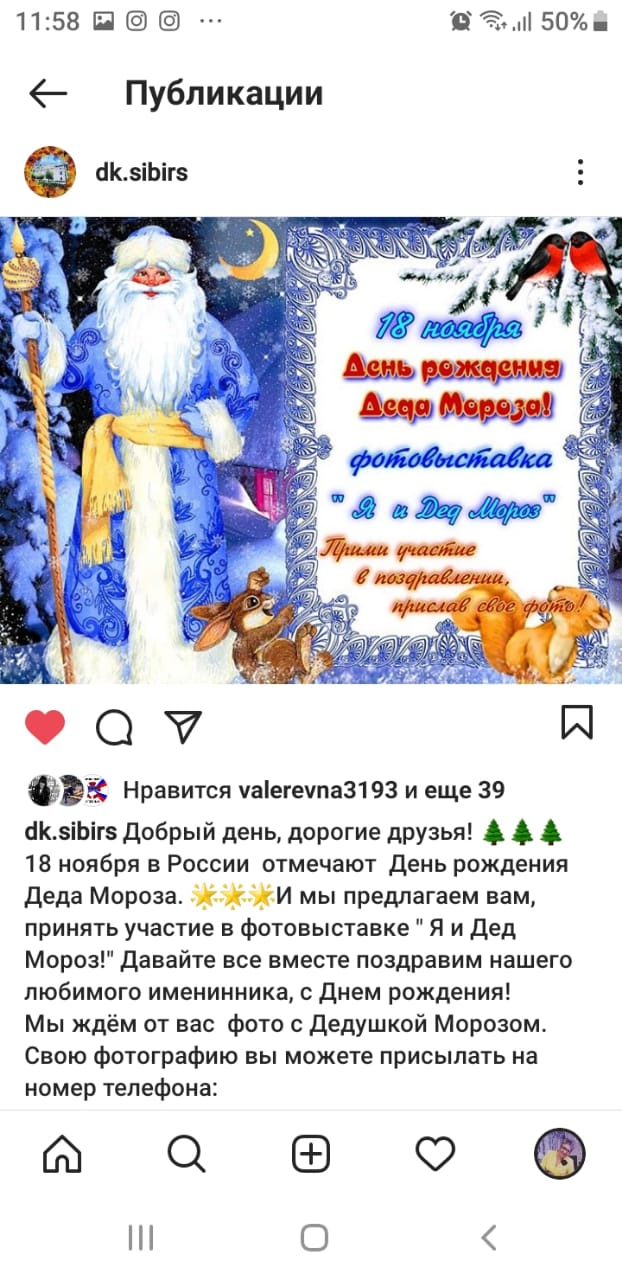 11:58
50%
Публикации
dk.sibirs
18 ноября
День рождения
Деда Мороза!
фотовыставка
" Я и Дед Мороз"
Прими участие
в поздравлении,
прислав свое фото!
Нравится valerevna3193 и еще 39
dk.sibirs Добрый день, дорогие друзья! 🌲🌲🌲
18 ноября в России отмечают День рождения
Деда Мороза. 🌟🌟🌟И мы предлагаем вам,
принять участие в фотовыставке " Я и Дед
Мороз!" Давайте все вместе поздравим нашего
любимого именинника, с Днем рождения!
Мы ждём от вас фото с Дедушкой Морозом.
Свою фотографию вы можете присылать на
номер телефона: